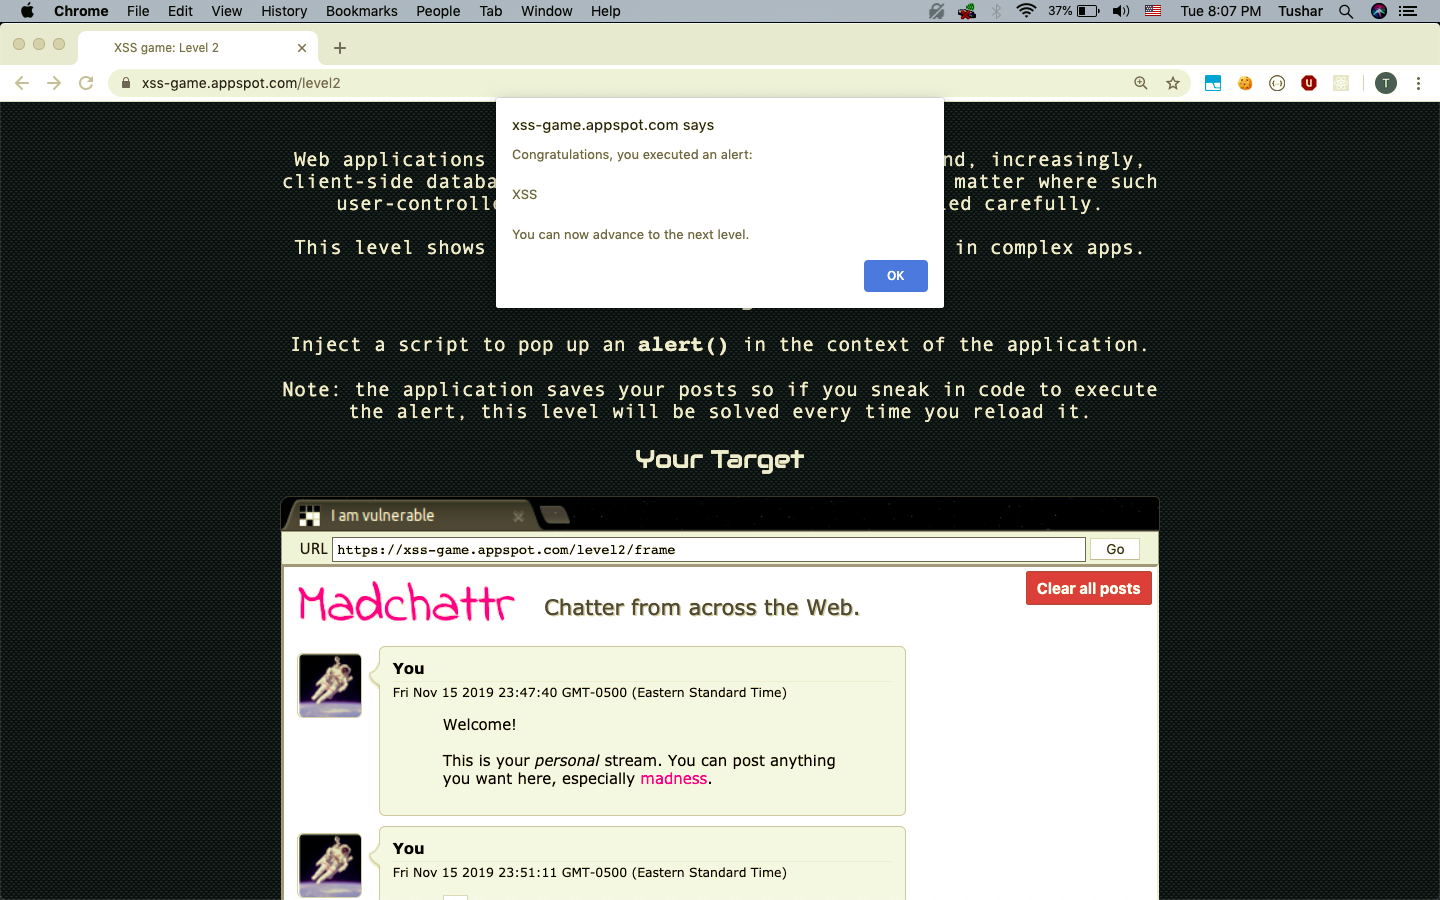 Chrome File Edit View History Bookmarks People Tab Window Help 37% Tue 8:07 PM Tushar
XSS game: Level 2
xss-game.appspot.com/level2 T
xss-game.appspot.com says
Congratulations, you executed an alert:
XSS
You can now advance to the next level.
OK
Web applications nd, increasingly,
client-side databa matter where such
user-controll ed carefully.
This level shows in complex apps.
Inject a script to pop up an alert() in the context of the application.
Note: the application saves your posts so if you sneak in code to execute
the alert, this level will be solved every time you reload it.
Your Target
I am vulnerable
URL https://xss-game.appspot.com/level2/frame Go
Madchattr Chatter from across the Web. Clear all posts
You
Fri Nov 15 2019 23:47:40 GMT-0500 (Eastern Standard Time)
Welcome!
This is your personal stream. You can post anything
you want here, especially madness.
You
Fri Nov 15 2019 23:51:11 GMT-0500 (Eastern Standard Time)